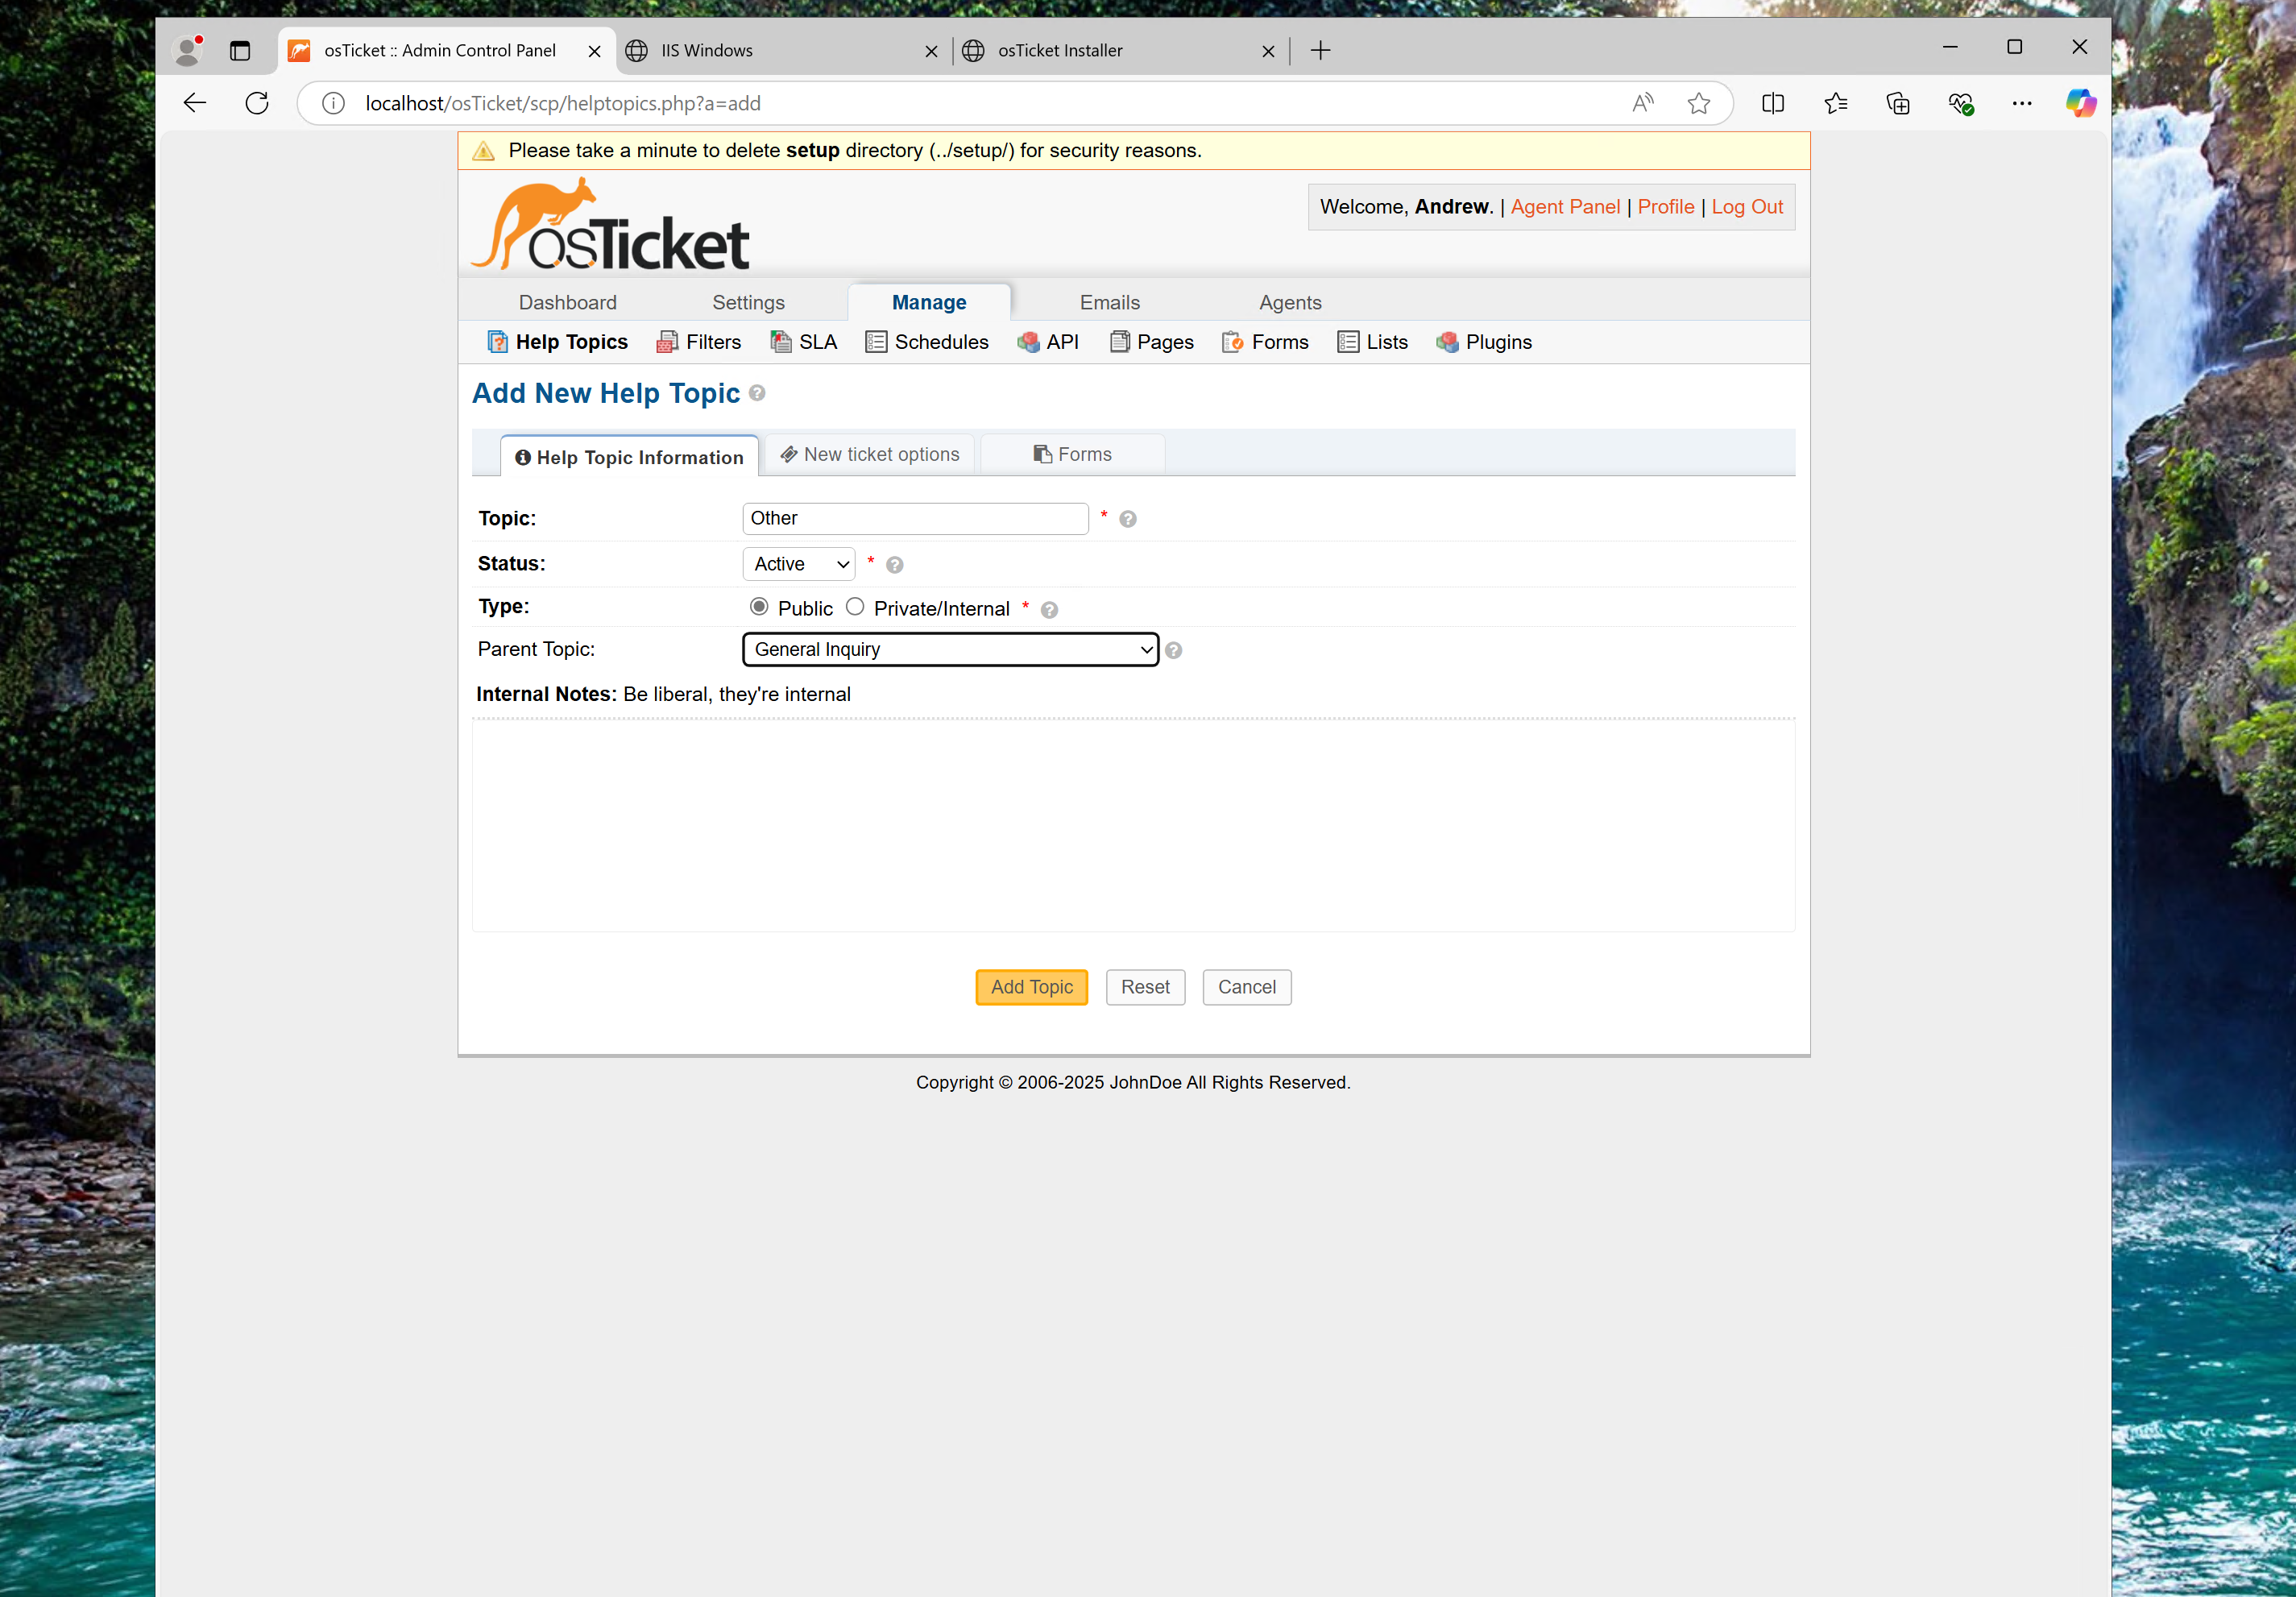 osTicket :: Admin Control Panel
IIS Windows
osTicket Installer
localhost/osTicket/scp/helptopics.php?a=add
Please take a minute to delete setup directory (../setup/) for security reasons.
osTicket
Welcome, Andrew. | Agent Panel | Profile | Log Out
Dashboard Settings Manage Emails Agents
Help Topics Filters SLA Schedules API Pages Forms Lists Plugins
Add New Help Topic
Help Topic Information New ticket options Forms
Topic: Other *
Status: Active *
Type: Public Private/Internal *
Parent Topic: General Inquiry
Internal Notes: Be liberal, they're internal
Add Topic Reset Cancel
Copyright © 2006-2025 JohnDoe All Rights Reserved.